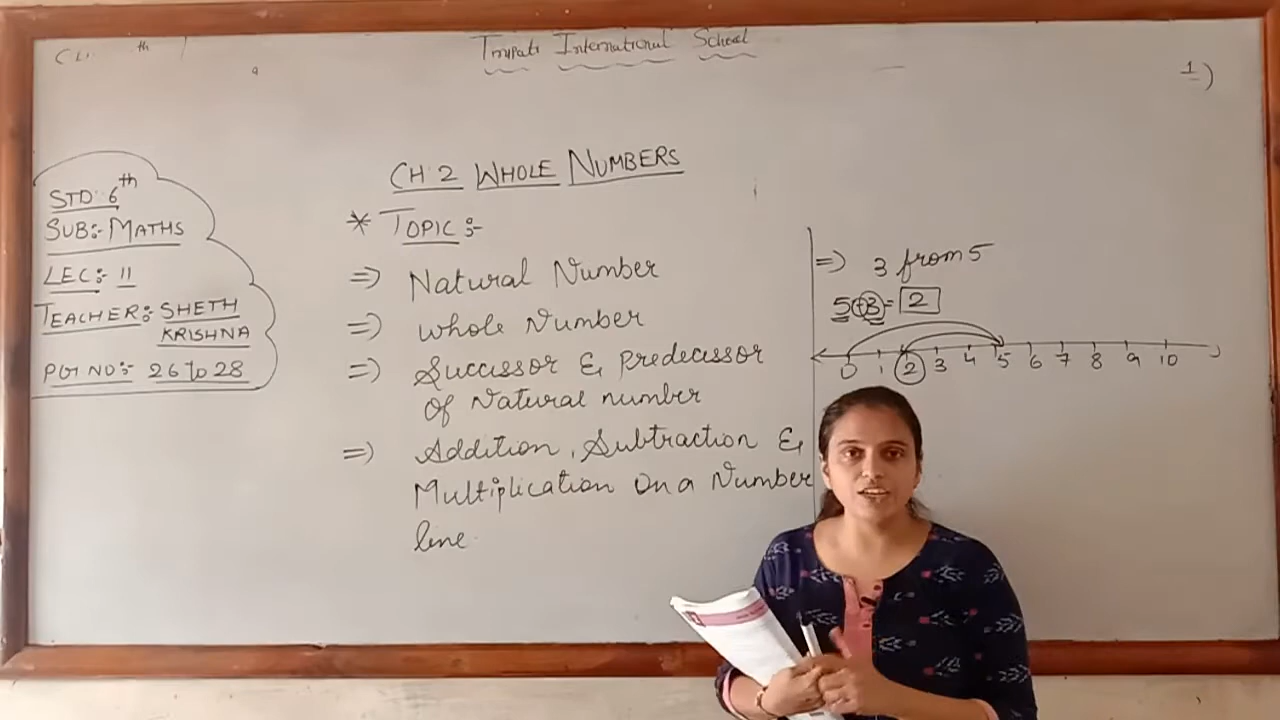 Tirupati International School
1)
STD: 6th
SUB:- MATHS
LEC:- 11
TEACHER:- SHETH
KRISHNA
PG NO:- 26 to 28
CH: 2 WHOLE NUMBERS
* TOPIC :-
=> Natural Number
=> Whole Number
=> Successor & Predecessor
of Natural number
=> Addition, Subtraction &
Multiplication on a Number
line.
=> 3 from 5
= 2
0 1 2 3 4 5 6 7 8 9 10